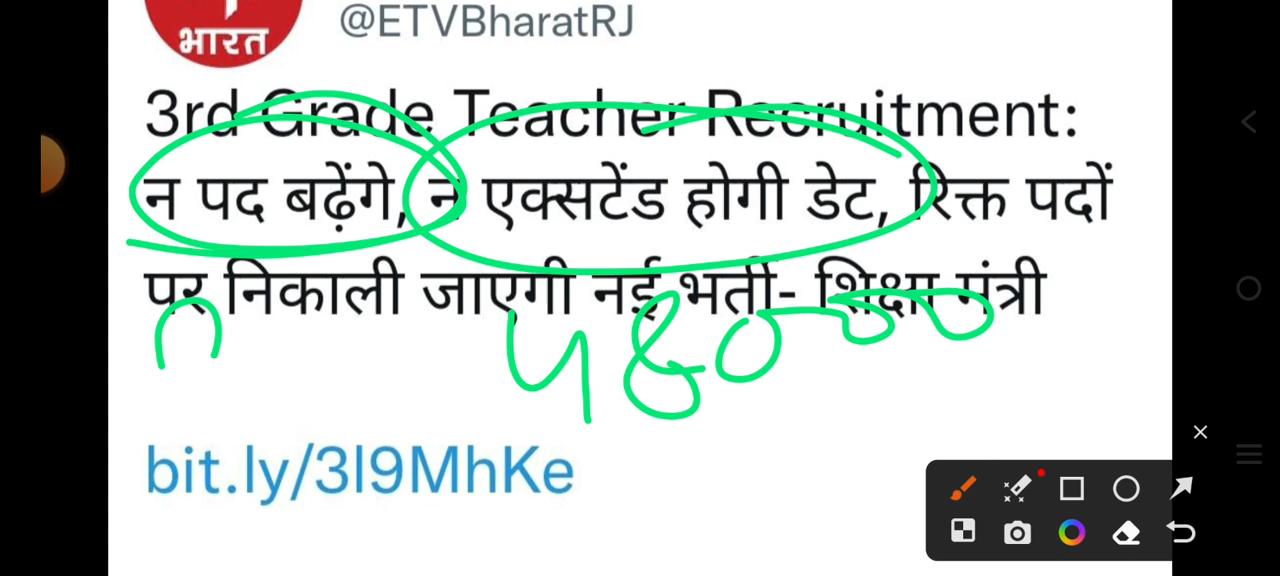 भारत
@ETVBharatRJ
3rd Grade Teacher Recruitment:
न पद बढ़ेंगे, न एक्सटेंड होगी डेट, रिक्त पदों
पर निकाली जाएगी नई भर्ती- शिक्षा मंत्री
48000
bit.ly/3l9MhKe